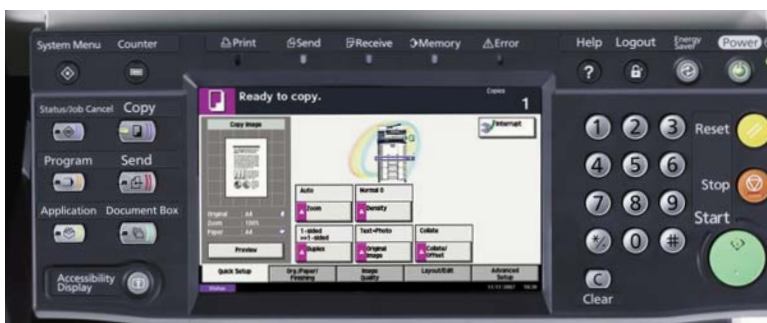 System Menu Counter
Print Send Receive Memory Error
Help Logout Energy Saver Power
Status/Job Cancel Copy
Program Send
Application Document Box
Accessibility Display
Ready to copy.
Copies
1
Copy Image
Interrupt
Original A4
Zoom 100%
Paper A4
Preview
Auto
Zoom
Normal 0
Density
1-sided
>>1-sided
Duplex
Text+Photo
Original Image
Collate
Collate/Offset
Quick Setup
Org./Paper/Finishing
Image Quality
Layout/Edit
Advanced Setup
Status
1 2 3
4 5 6
7 8 9
*/. 0 #
C
Clear
Reset
Stop
Start